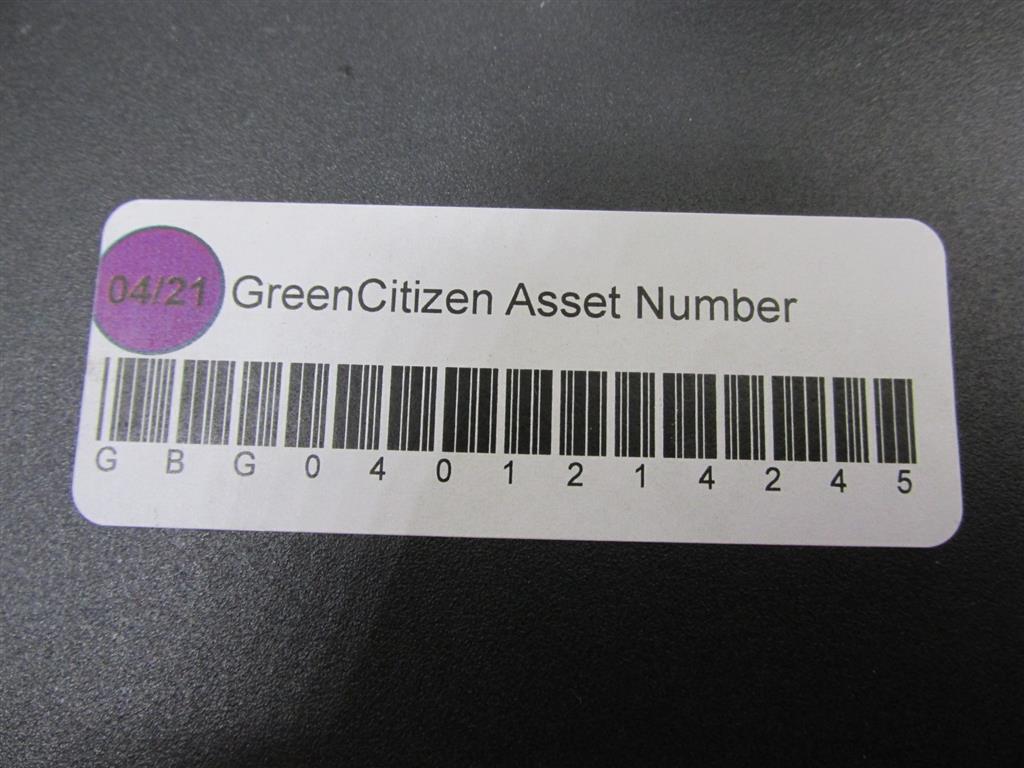 04/21 GreenCitizen Asset Number
G B G 0 4 0 1 2 1 4 2 4 5